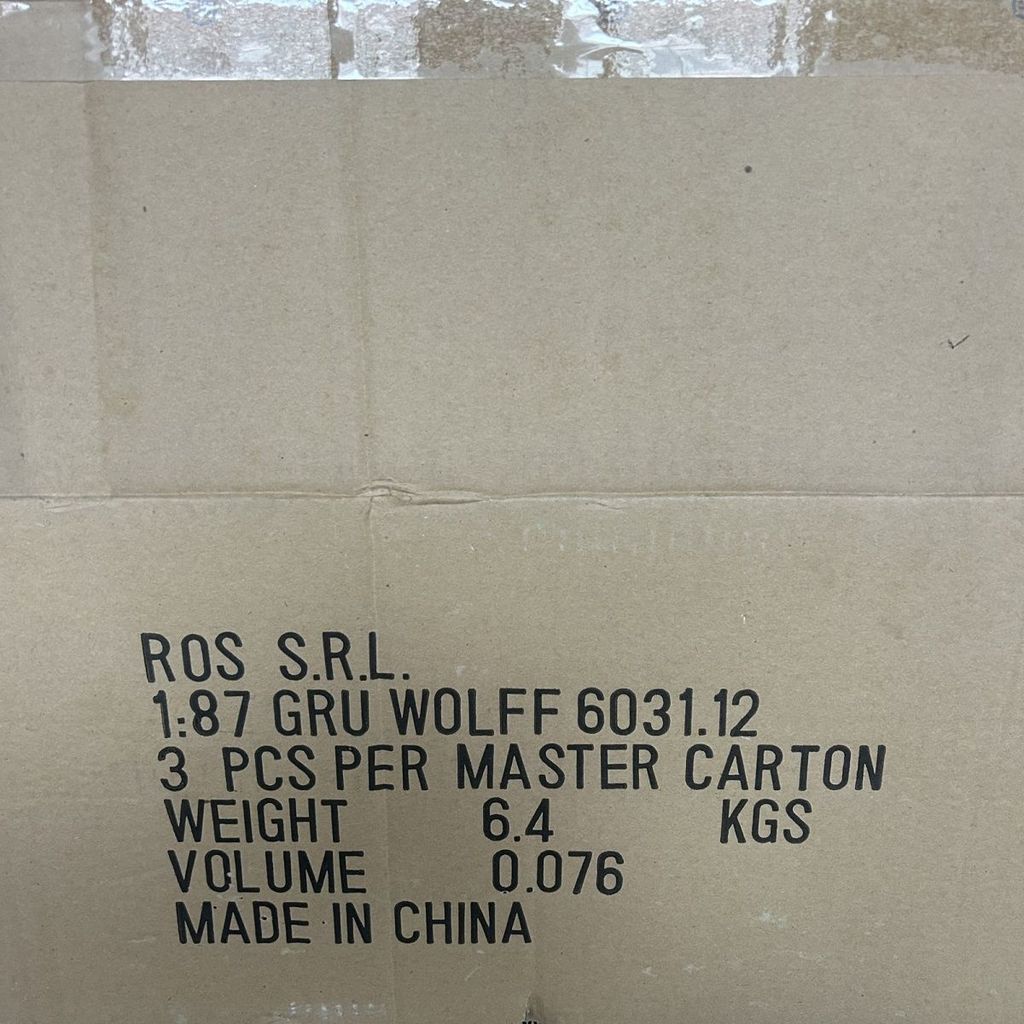 ROS S.R.L.
1:87 GRU WOLFF 6031.12
3 PCS PER MASTER CARTON
WEIGHT 6.4 KGS
VOLUME 0.076
MADE IN CHINA